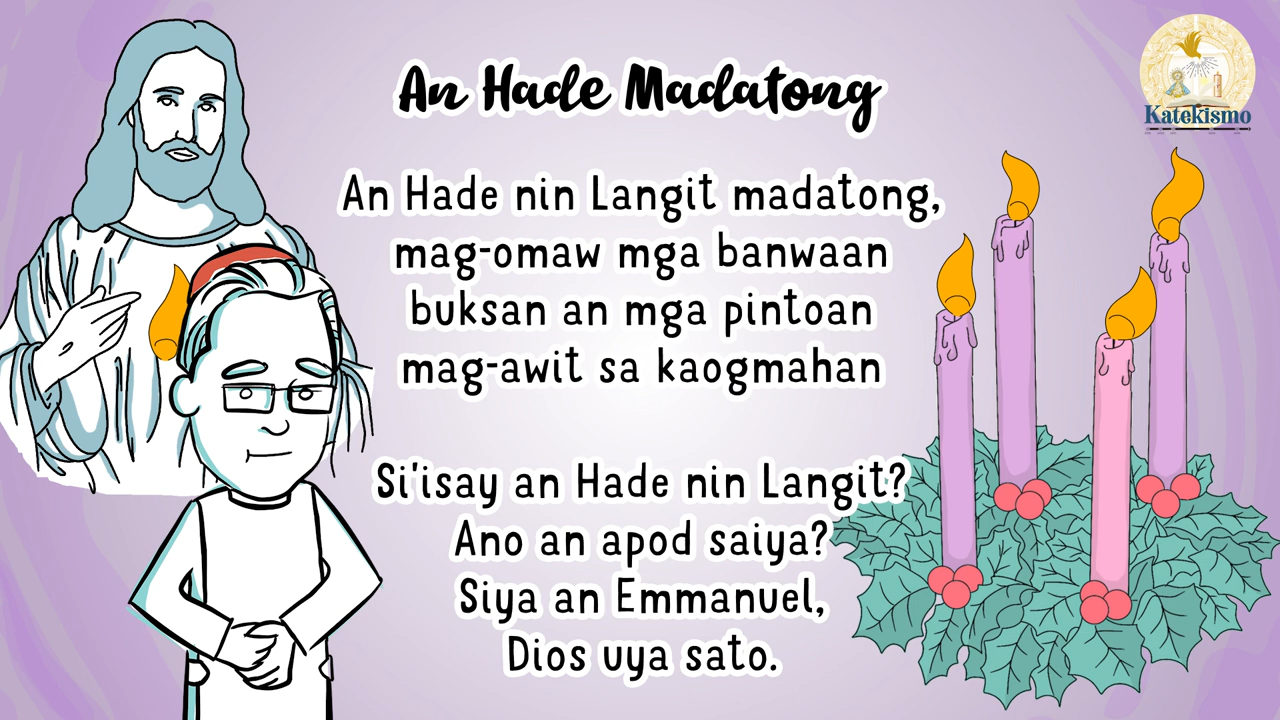 An Hade Madatong
Katekismo
An Hade nin Langit madatong,
mag-omaw mga banwaan
buksan an mga pintoan
mag-awit sa kaogmahan
Si'isay an Hade nin Langit?
Ano an apod saiya?
Siya an Emmanuel,
Dios uya sato.